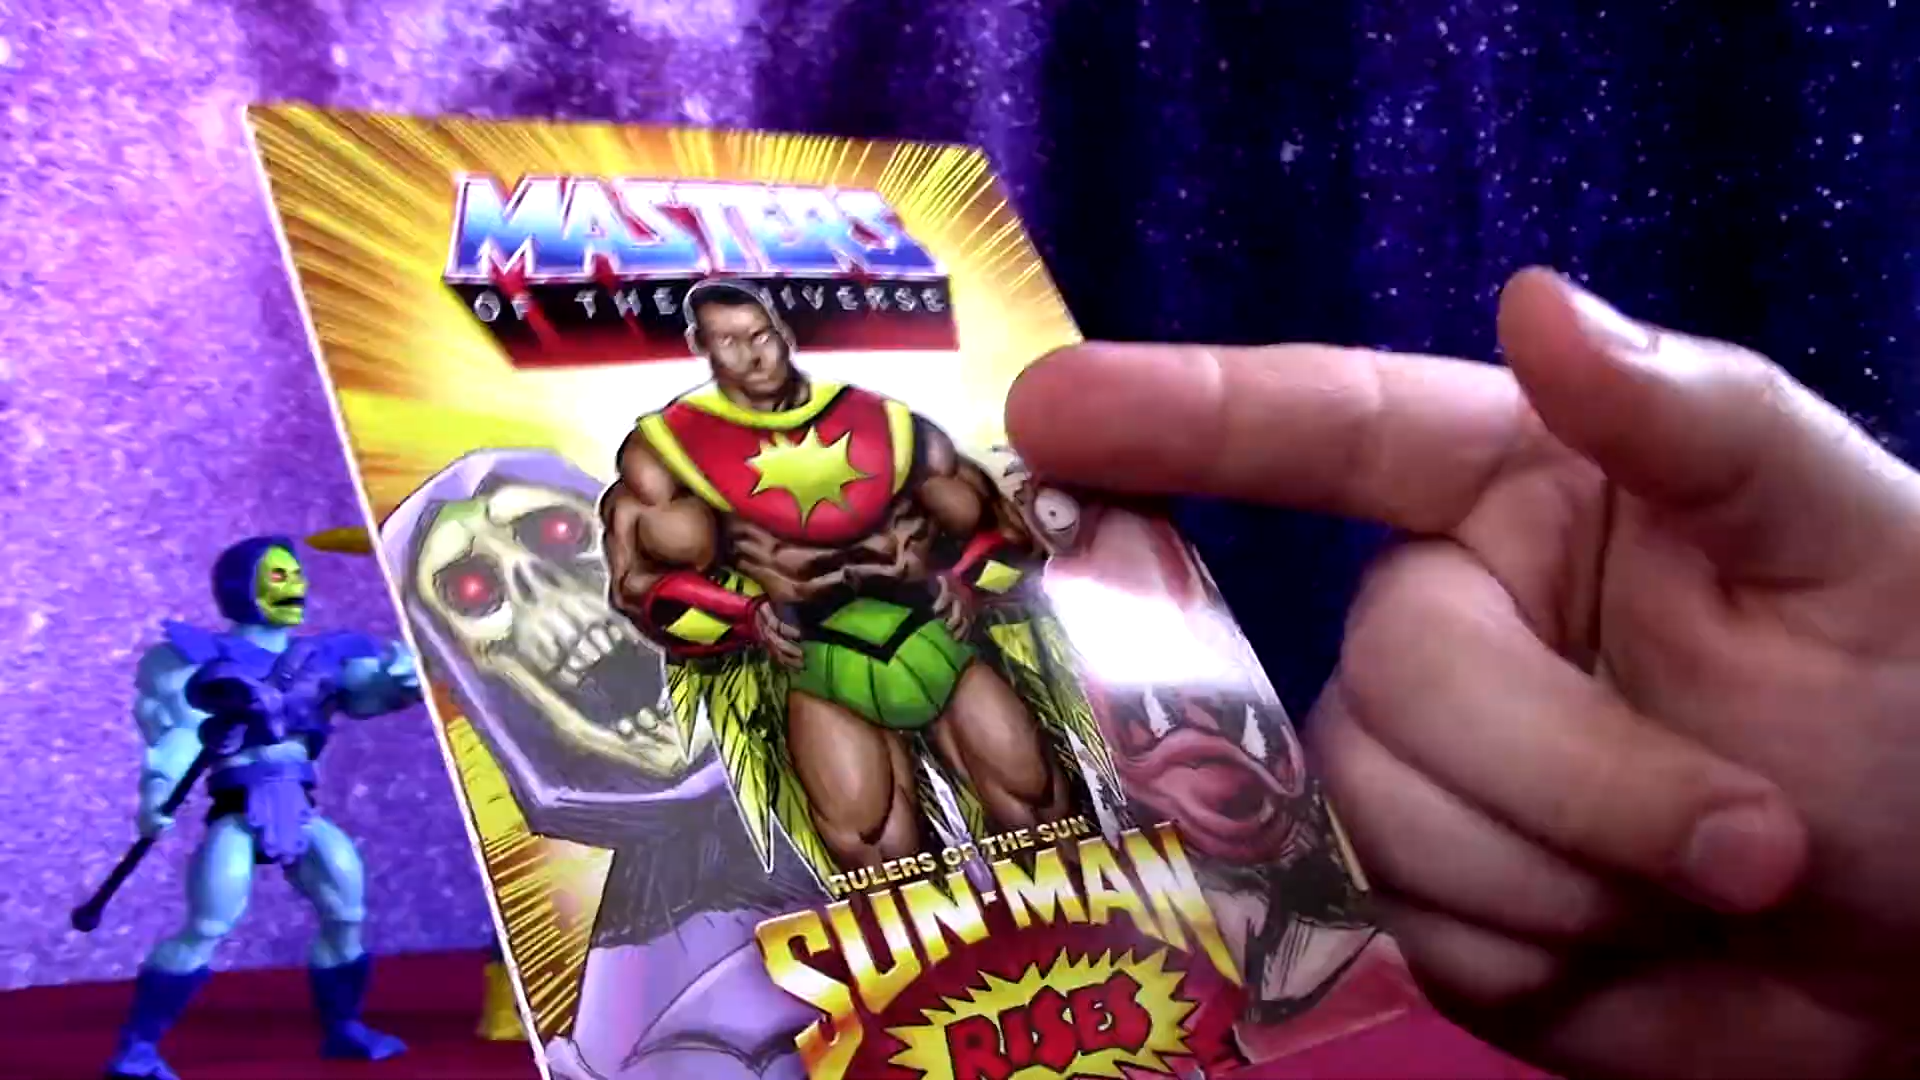 MASTERS
OF THE UNIVERSE
RULERS OF THE SUN
SUN-MAN
RISES